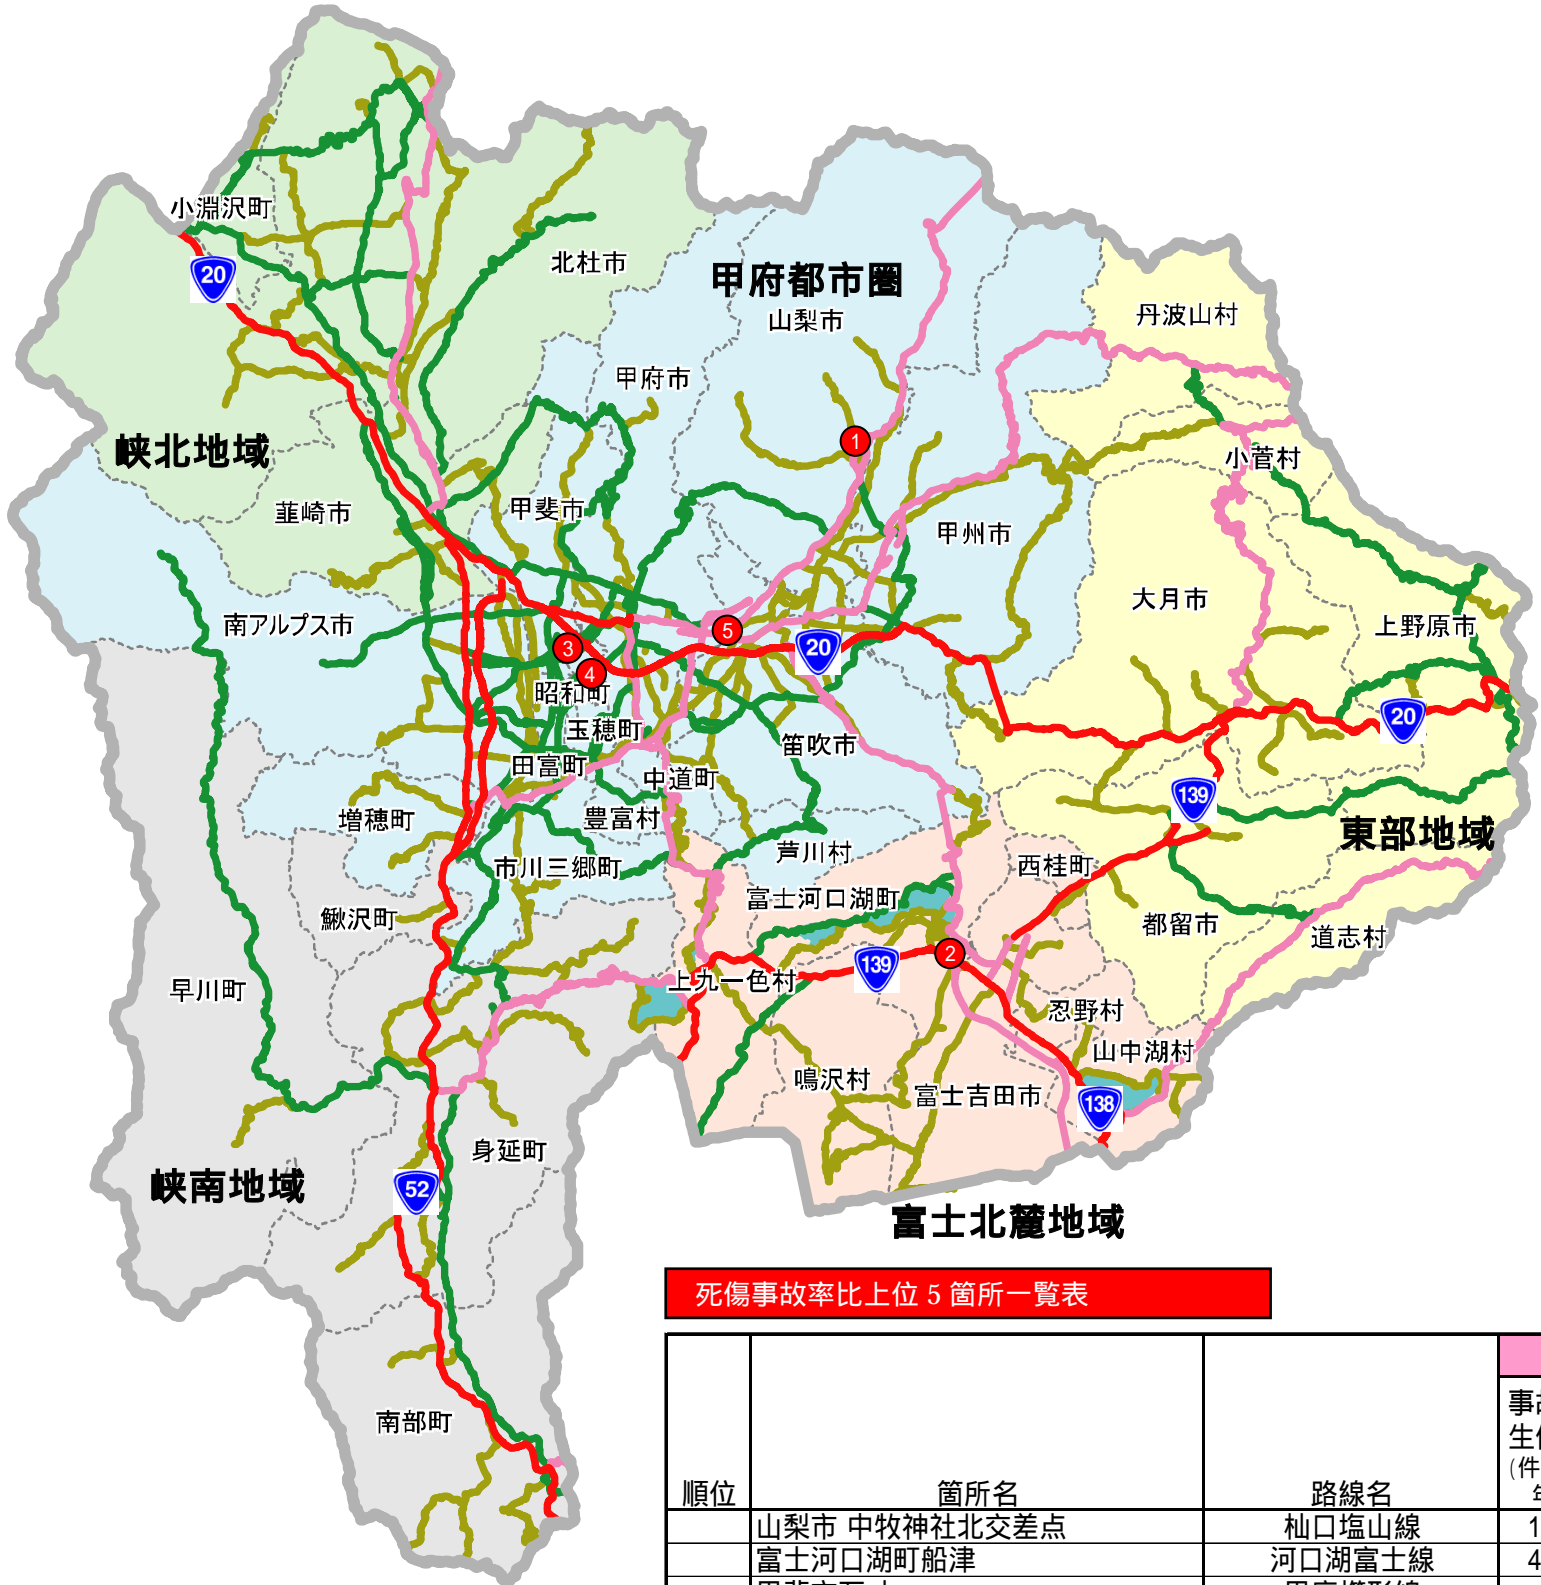 小淵沢町
20
北杜市
甲府都市圏
山梨市
丹波山村
甲府市
峡北地域
1
小菅村
韮崎市
甲斐市
甲州市
大月市
南アルプス市
5
20
上野原市
3
4
昭和町
20
玉穂町
笛吹市
田富町
中道町
139
増穂町
豊富村
東部地域
芦川村
市川三郷町
西桂町
富士河口湖町
鰍沢町
都留市
道志村
2
139
上九一色村
早川町
忍野村
山中湖村
鳴沢村
富士吉田市
138
身延町
峡南地域
52
富士北麓地域
死傷事故率比上位 5 箇所一覧表
南部町
事
生
(件
順位 箇所名 路線名
山梨市 中牧神社北交差点 杣口塩山線 1
富士河口湖町船津 河口湖富士線 4